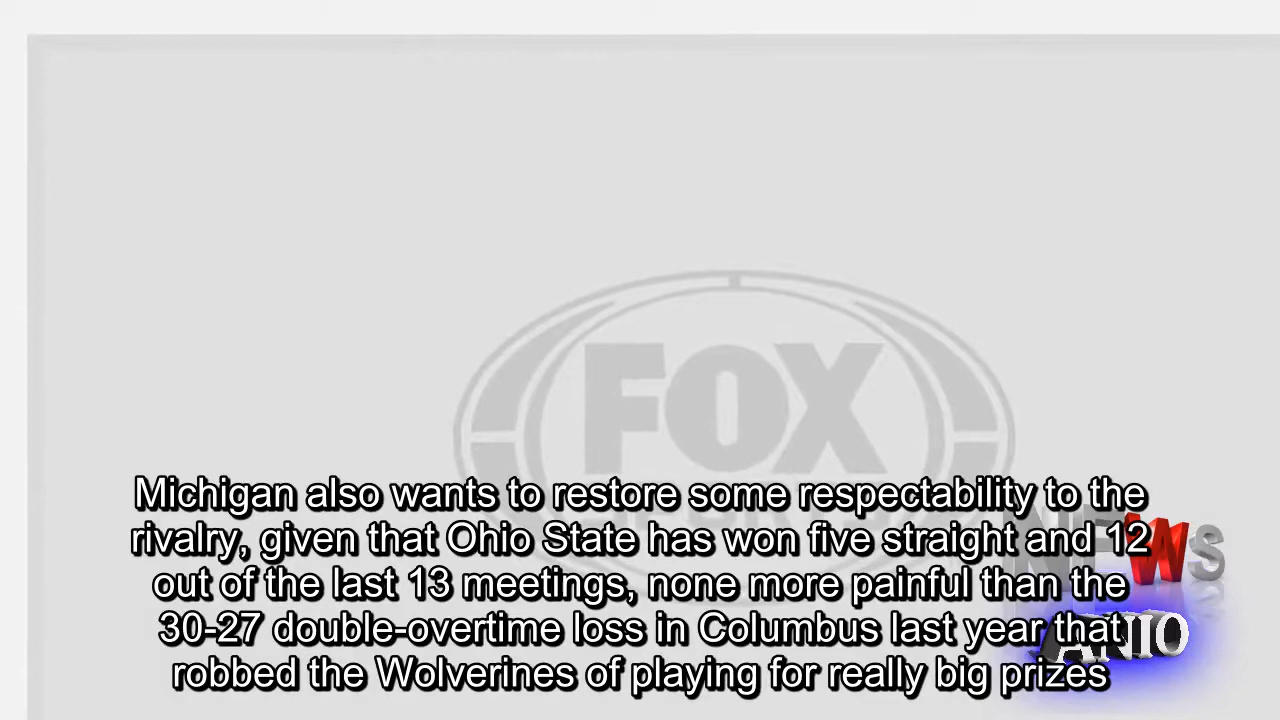 FOX
Michigan also wants to restore some respectability to the
rivalry, given that Ohio State has won five straight and 12
out of the last 13 meetings, none more painful than the
30-27 double-overtime loss in Columbus last year that
robbed the Wolverines of playing for really big prizes
NEWS
ANIO